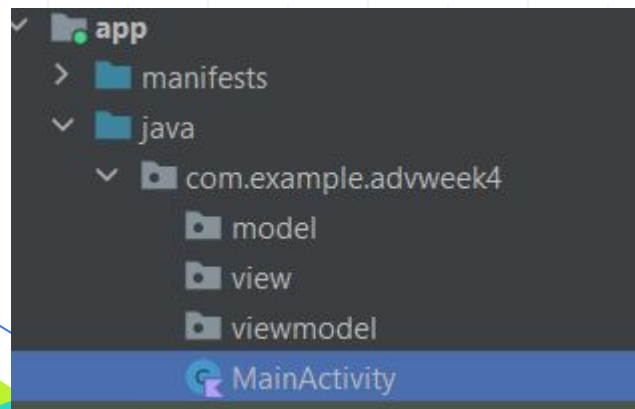 app
manifests
java
com.example.advweek4
model
view
viewmodel
MainActivity